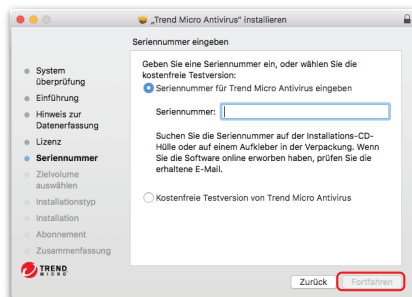 „Trend Micro Antivirus“ installieren
Seriennummer eingeben
System
überprüfung
Einführung
Hinweis zur
Datenerfassung
Lizenz
Seriennummer
Zielvolume
auswählen
Installationstyp
Installation
Abonnement
Zusammenfassung
Geben Sie eine Seriennummer ein, oder wählen Sie die
kostenfreie Testversion:
Seriennummer für Trend Micro Antivirus eingeben
Seriennummer:
Suchen Sie die Seriennummer auf der Installations-CD-
Hülle oder auf einem Aufkleber in der Verpackung. Wenn
Sie die Software online erworben haben, prüfen Sie die
erhaltene E-Mail.
Kostenfreie Testversion von Trend Micro Antivirus
TREND
MICRO
Zurück
Fortfahren